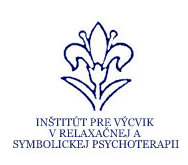 INŠTITÚT PRE VÝCVIK
V RELAXAČNEJ A
SYMBOLICKEJ PSYCHOTERAPII